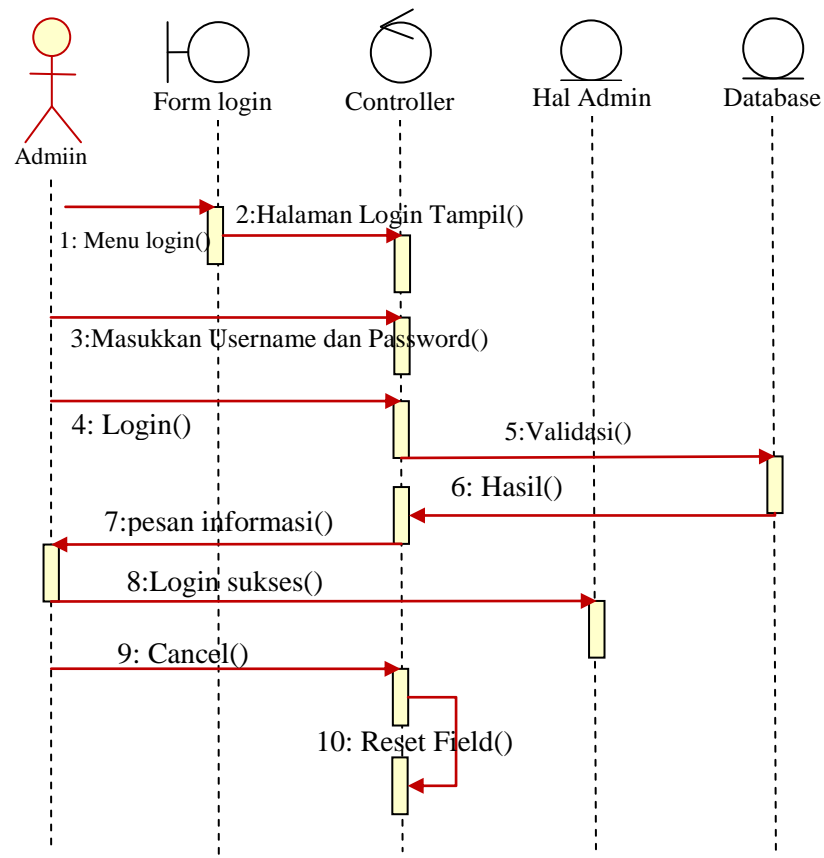 Form login
Controller
Hal Admin
Database
Admiin
2:Halaman Login Tampil()
1: Menu login()
3:Masukkan Username dan Password()
4: Login()
5:Validasi()
6: Hasil()
7:pesan informasi()
8:Login sukses()
9: Cancel()
10: Reset Field()